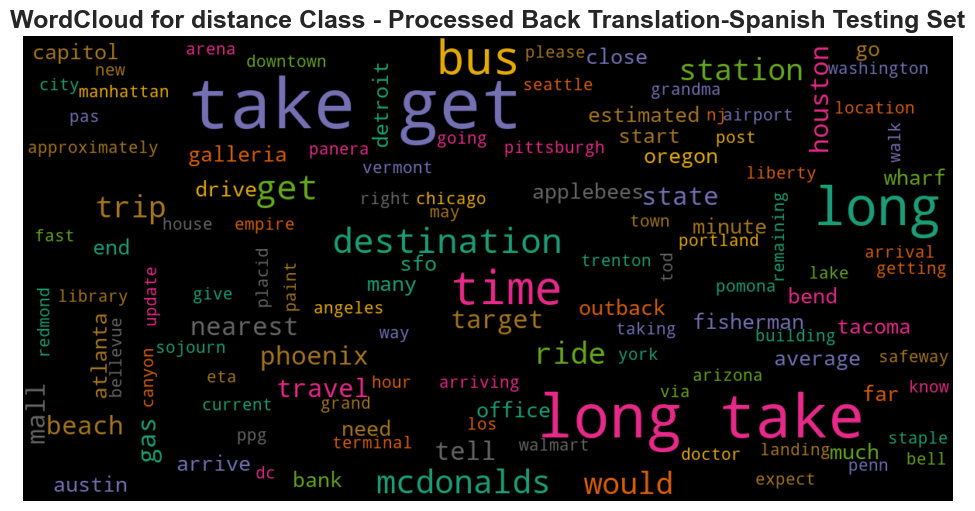 WordCloud for distance Class - Processed Back Translation-Spanish Testing Set
capitol
arena
downtown
bus
please
close
station
go
washington
new
city
manhattan
pas
take get
detroit
seattle
grandma
houston
estimated
nj
airport
location
approximately
galleria
panera
going
pittsburgh
start
post
oregon
walk
vermont
liberty
wharf
drive
get
right
chicago
applebees
state
long
trip
house
empire
may
town
minute
portland
remaining
fast
end
destination
sfo
many
trenton
tod
arrival
getting
lake
pomona
bend
redmond
library
update
give
placid
paint
angeles
time
outback
nearest
target
way
taking
fisherman
building
tacoma
atlanta
bellevue
canyon
sojourn
phoenix
ride
york
average
safeway
eta
travel
hour
arriving
arizona
via
far
know
mall
beach
gas
current
grand
need
office
los
long take
staple
ppg
terminal
tell
walmart
doctor
landing
much
bell
austin
arrive
dc
bank
mcdonalds
would
expect
penn